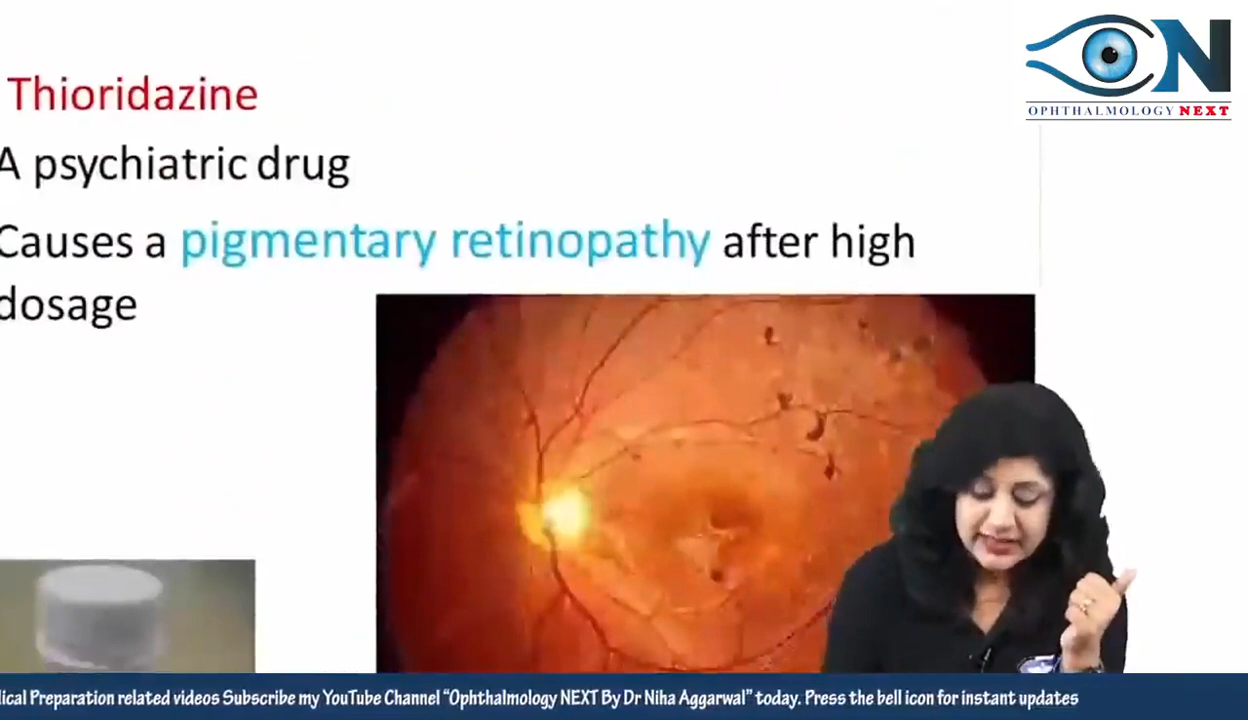 OPHTHALMOLOGY NEXT
Thioridazine
A psychiatric drug
Causes a pigmentary retinopathy after high
dosage
Preparation related videos Subscribe my YouTube Channel “Ophthalmology NEXT By Dr Niha Aggarwal” today. Press the bell icon for instant updates